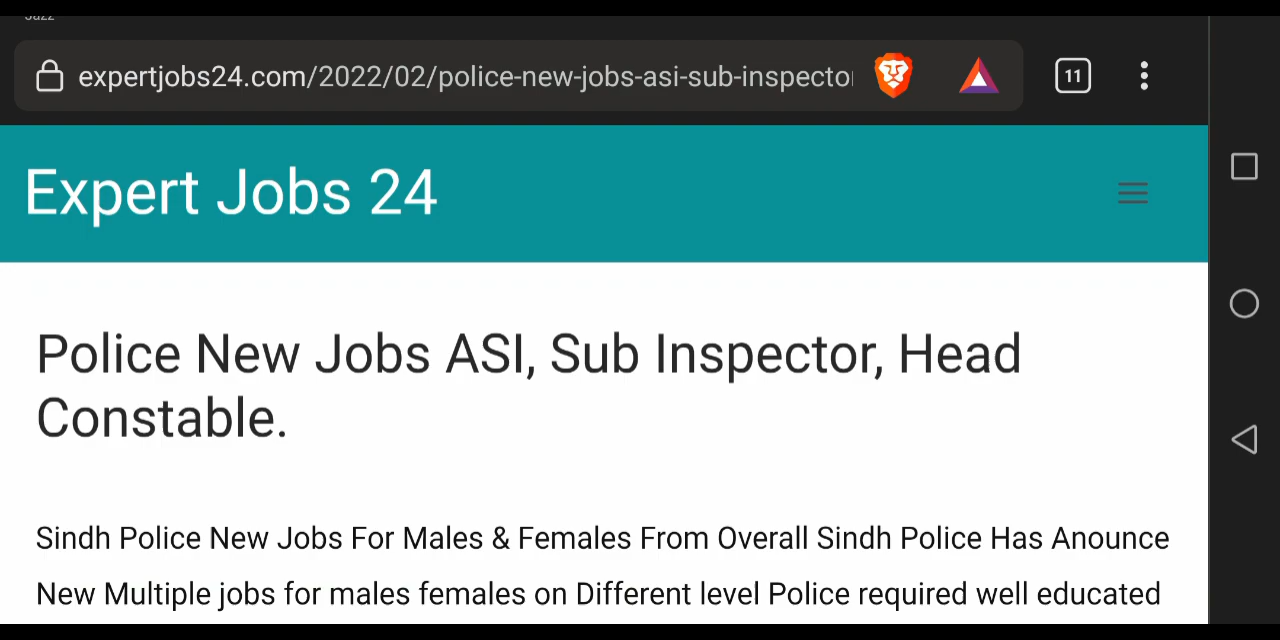 Jazz
expertjobs24.com/2022/02/police-new-jobs-asi-sub-inspecto
11
Expert Jobs 24
Police New Jobs ASI, Sub Inspector, Head
Constable.
Sindh Police New Jobs For Males & Females From Overall Sindh Police Has Anounce
New Multiple jobs for males females on Different level Police required well educated